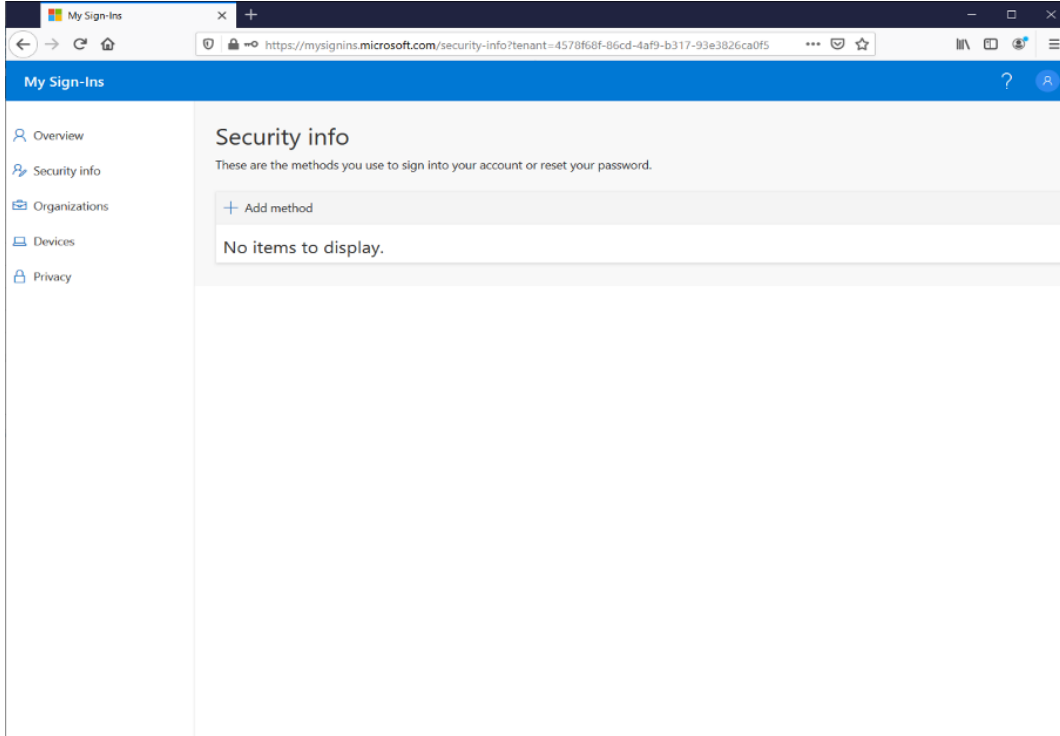 My Sign-Ins
https://mysignins.microsoft.com/security-info?tenant=4578f68f-86cd-4af9-b317-93e3826ca0f5
My Sign-Ins
?
Overview
Security info
Organizations
Devices
Privacy
Security info
These are the methods you use to sign into your account or reset your password.
+ Add method
No items to display.